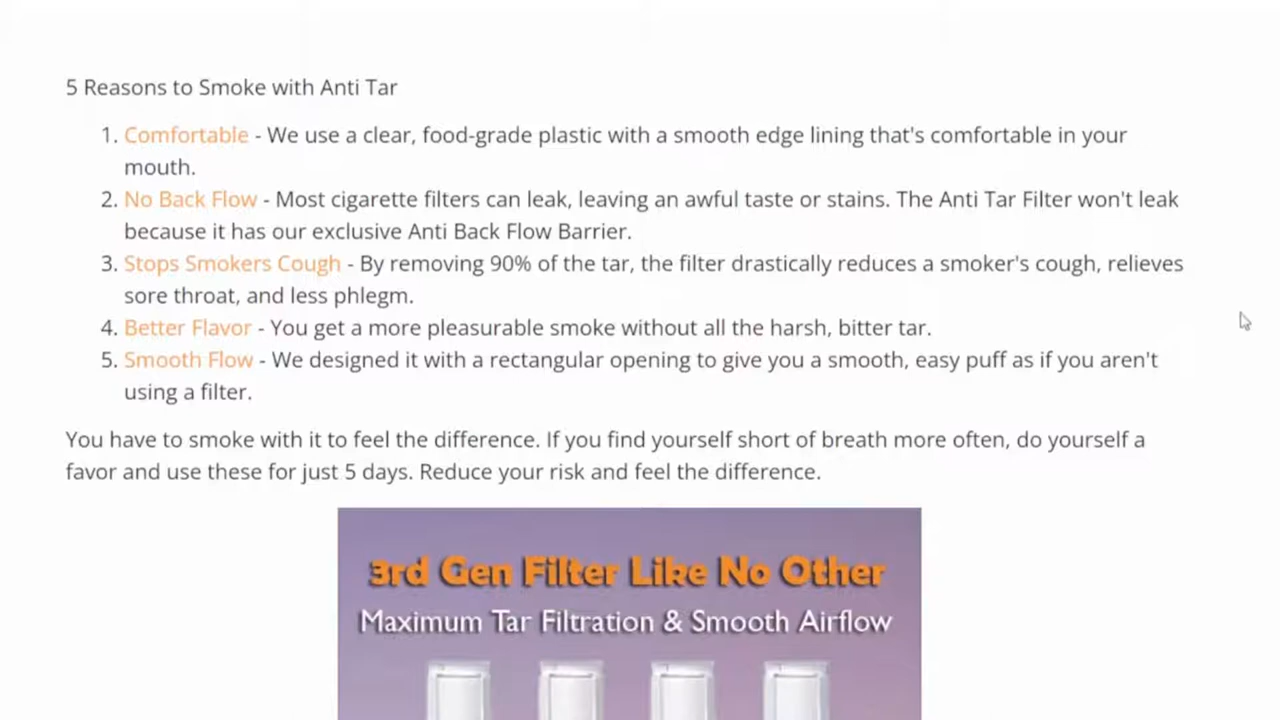 5 Reasons to Smoke with Anti Tar
1. Comfortable - We use a clear, food-grade plastic with a smooth edge lining that's comfortable in your
mouth.
2. No Back Flow - Most cigarette filters can leak, leaving an awful taste or stains. The Anti Tar Filter won't leak
because it has our exclusive Anti Back Flow Barrier.
3. Stops Smokers Cough - By removing 90% of the tar, the filter drastically reduces a smoker's cough, relieves
sore throat, and less phlegm.
4. Better Flavor - You get a more pleasurable smoke without all the harsh, bitter tar.
5. Smooth Flow - We designed it with a rectangular opening to give you a smooth, easy puff as if you aren't
using a filter.
You have to smoke with it to feel the difference. If you find yourself short of breath more often, do yourself a
favor and use these for just 5 days. Reduce your risk and feel the difference.
3rd Gen Filter Like No Other
Maximum Tar Filtration & Smooth Airflow